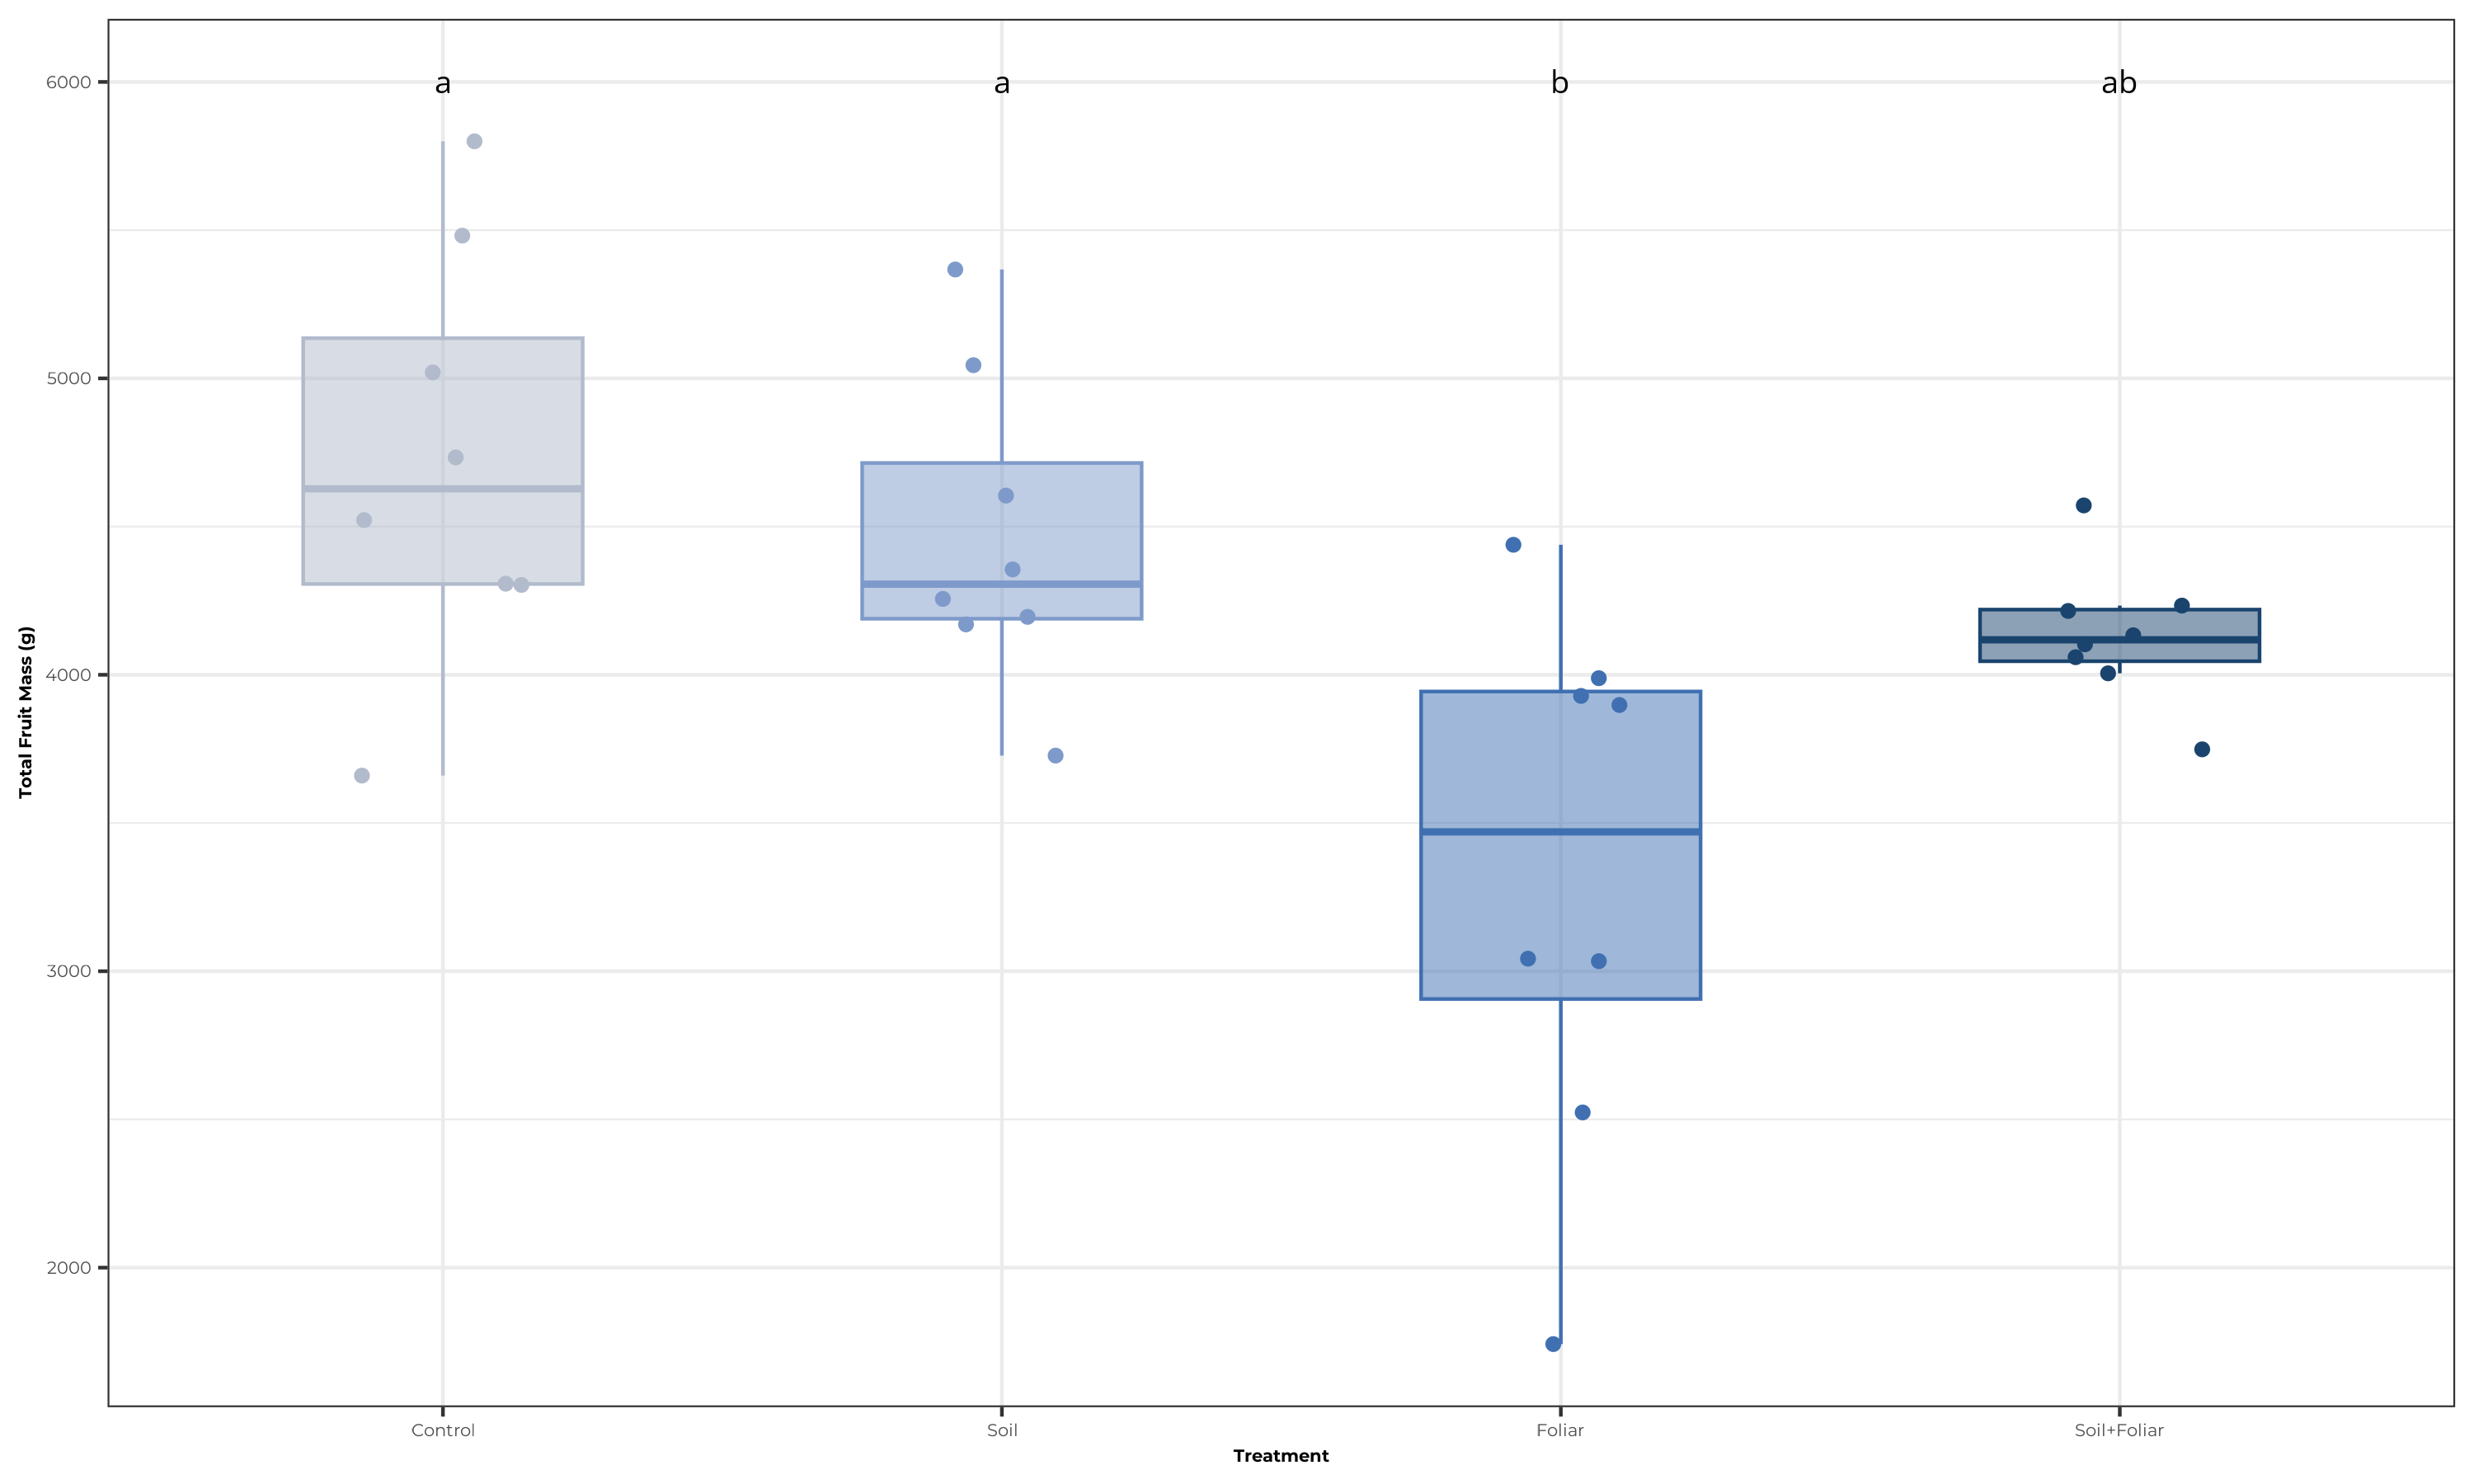 a a b ab
6000
5000
4000
3000
2000
Total Fruit Mass (g)
Control Soil Foliar Soil+Foliar
Treatment